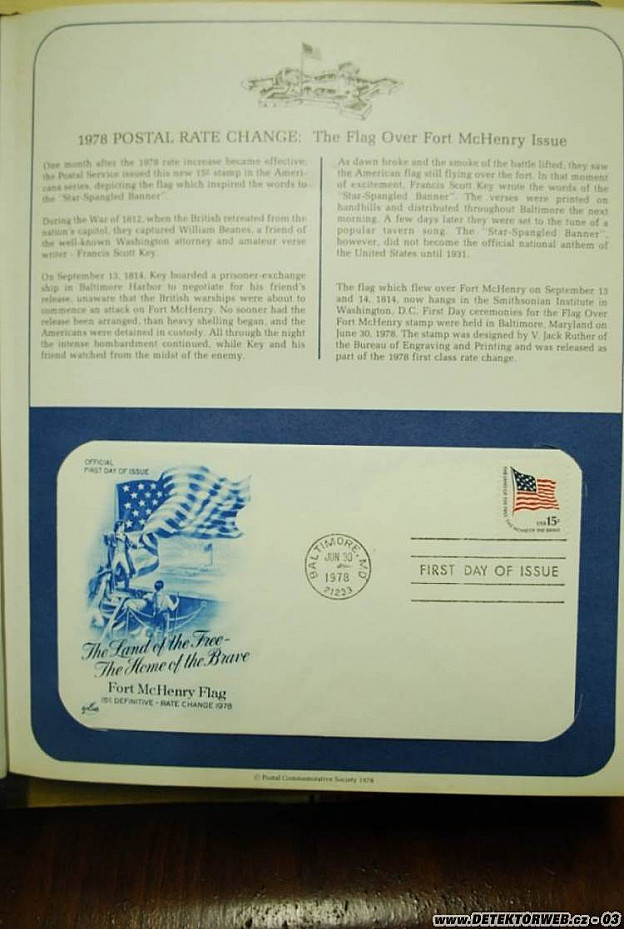 1978 POSTAL RATE CHANGE: The Flag Over Fort McHenry Issue
One month after the 1978 rate increase became effective,
the Postal Service issued this new 15¢ stamp in the Ameri-
cana series, depicting the flag which inspired the words to
the "Star-Spangled Banner".
During the War of 1812, when the British retreated from the
nation's capitol, they captured William Beanes, a friend of
the well-known Washington attorney and amateur verse
writer - Francis Scott Key.
On September 13, 1814, Key boarded a prisoner-exchange
ship in Baltimore Harbor to negotiate for his friend's
release, unaware that the British warships were about to
commence an attack on Fort McHenry. No sooner had the
release been arranged, than heavy shelling began, and the
Americans were detained in custody. All through the night
the intense bombardment continued, while Key and his
friend watched from the midst of the enemy.
As dawn broke and the smoke of the battle lifted, they saw
the American flag still flying over the fort. In that moment
of excitement, Francis Scott Key wrote the words of the
"Star-Spangled Banner". The verses were printed on
handbills and distributed throughout Baltimore the next
morning. A few days later they were set to the tune of a
popular tavern song. The "Star-Spangled Banner",
however, did not become the official national anthem of
the United States until 1931.
The flag which flew over Fort McHenry on September 13
and 14, 1814, now hangs in the Smithsonian Institute in
Washington, D.C. First Day ceremonies for the Flag Over
Fort McHenry stamp were held in Baltimore, Maryland on
June 30, 1978. The stamp was designed by V. Jack Ruther of
the Bureau of Engraving and Printing and was released as
part of the 1978 first class rate change.
OFFICIAL
FIRST DAY OF ISSUE
THE LAND OF THE FREE THE HOME OF THE BRAVE
USA 15¢
BALTIMORE, MD
JUN 30
1978
21233
FIRST DAY OF ISSUE
The Land of the Free-
The Home of the Brave
Fort McHenry Flag
15¢ DEFINITIVE - RATE CHANGE 1978
© Postal Commemorative Society 1978
www.DETEKTORWEB.cz - 03